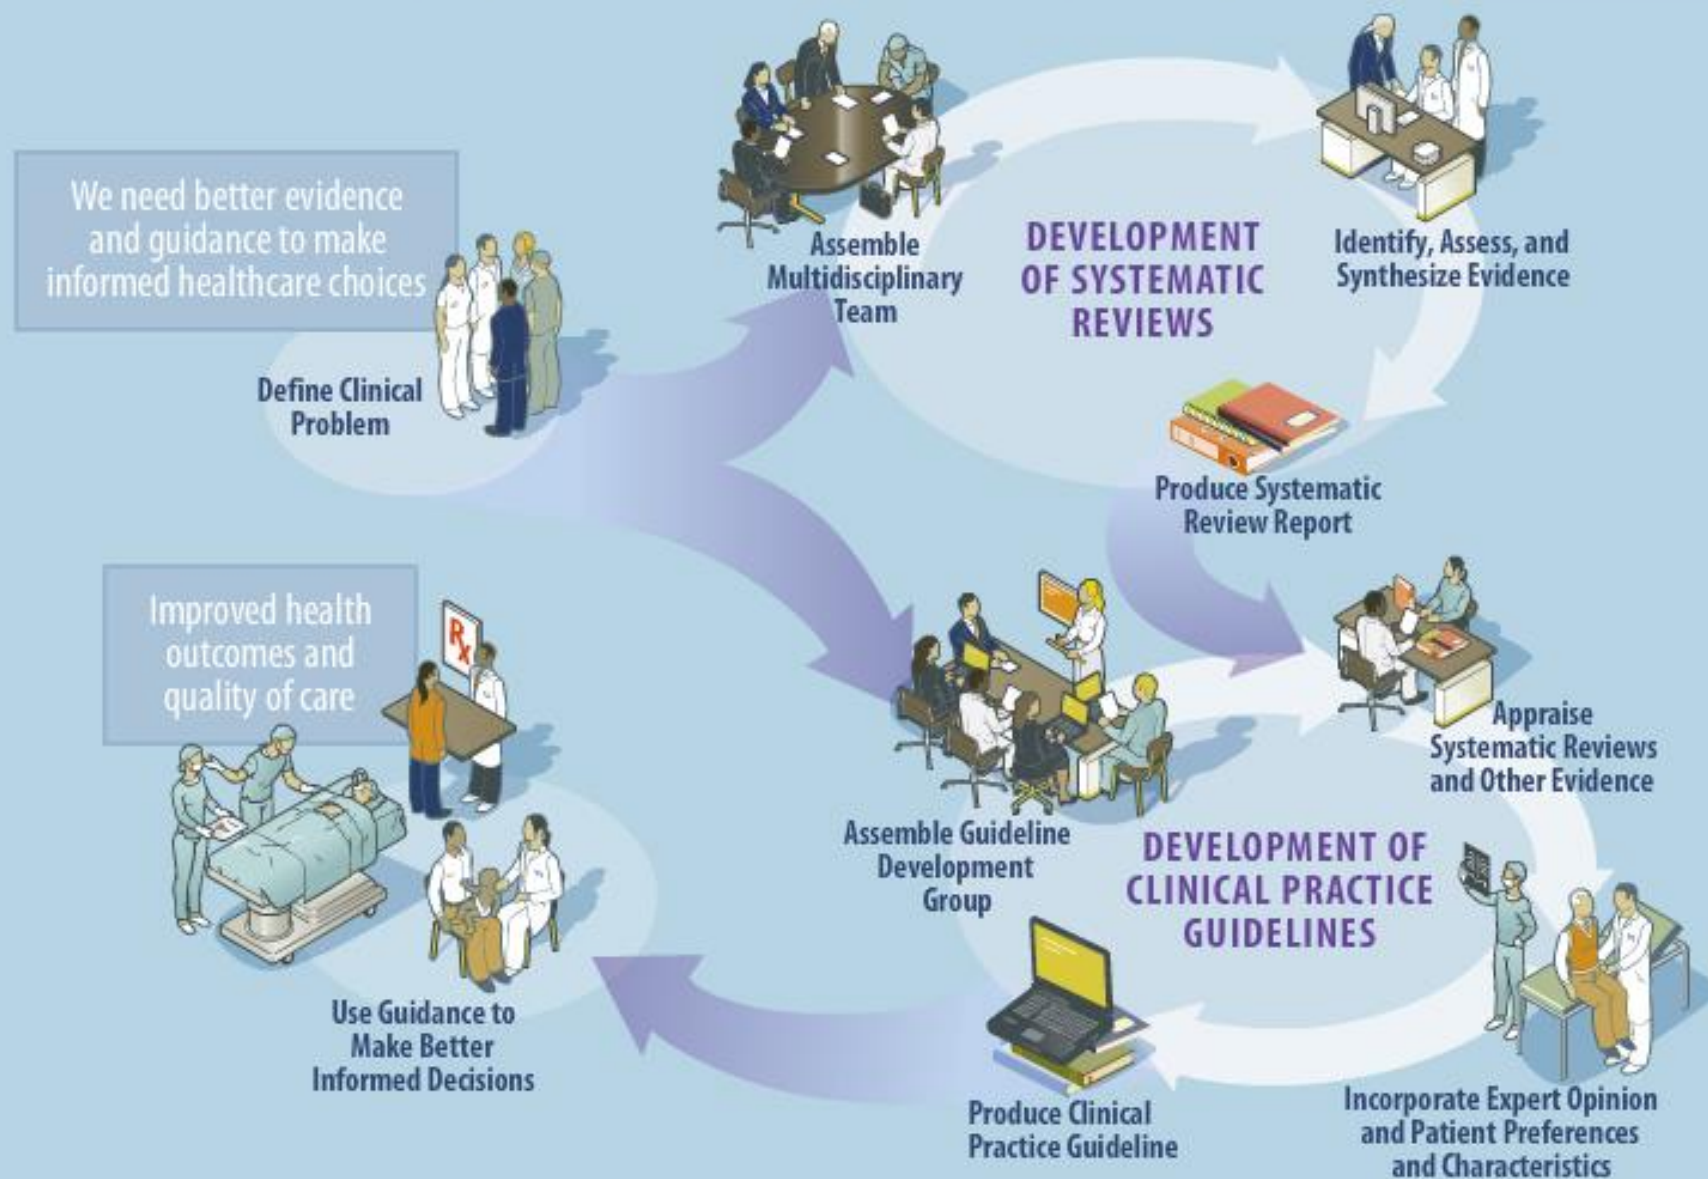 We need better evidence
and guidance to make
informed healthcare choices
Define Clinical
Problem
Assemble
Multidisciplinary
Team
DEVELOPMENT
OF SYSTEMATIC
REVIEWS
Identify, Assess, and
Synthesize Evidence
Produce Systematic
Review Report
Improved health
outcomes and
quality of care
Rx
Assemble Guideline
Development
Group
DEVELOPMENT OF
CLINICAL PRACTICE
GUIDELINES
Appraise
Systematic Reviews
and Other Evidence
Incorporate Expert Opinion
and Patient Preferences
and Characteristics
Produce Clinical
Practice Guideline
Use Guidance to
Make Better
Informed Decisions